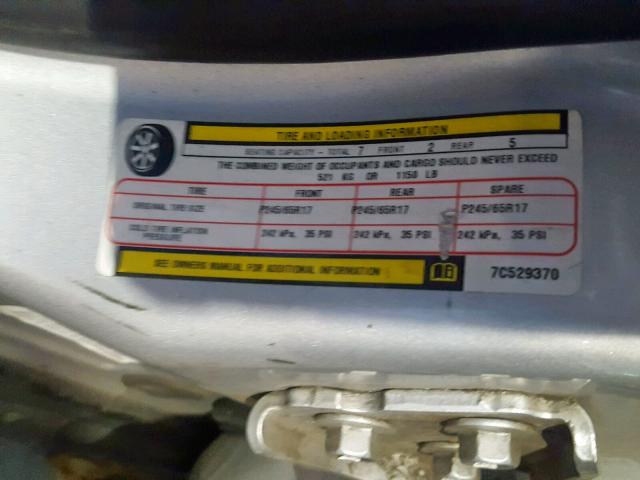 TIRE AND LOADING INFORMATION
SEATING CAPACITY - TOTAL 7 FRONT 2 REAR 5
THE COMBINED WEIGHT OF OCCUPANTS AND CARGO SHOULD NEVER EXCEED
521 KG OR 1150 LB
TIRE FRONT REAR SPARE
ORIGINAL TIRE SIZE P245/65R17 P245/65R17 P245/65R17
COLD TIRE INFLATION PRESSURE 242 kPa, 35 PSI 242 kPa, 35 PSI 242 kPa, 35 PSI
SEE OWNERS MANUAL FOR ADDITIONAL INFORMATION
7C529370